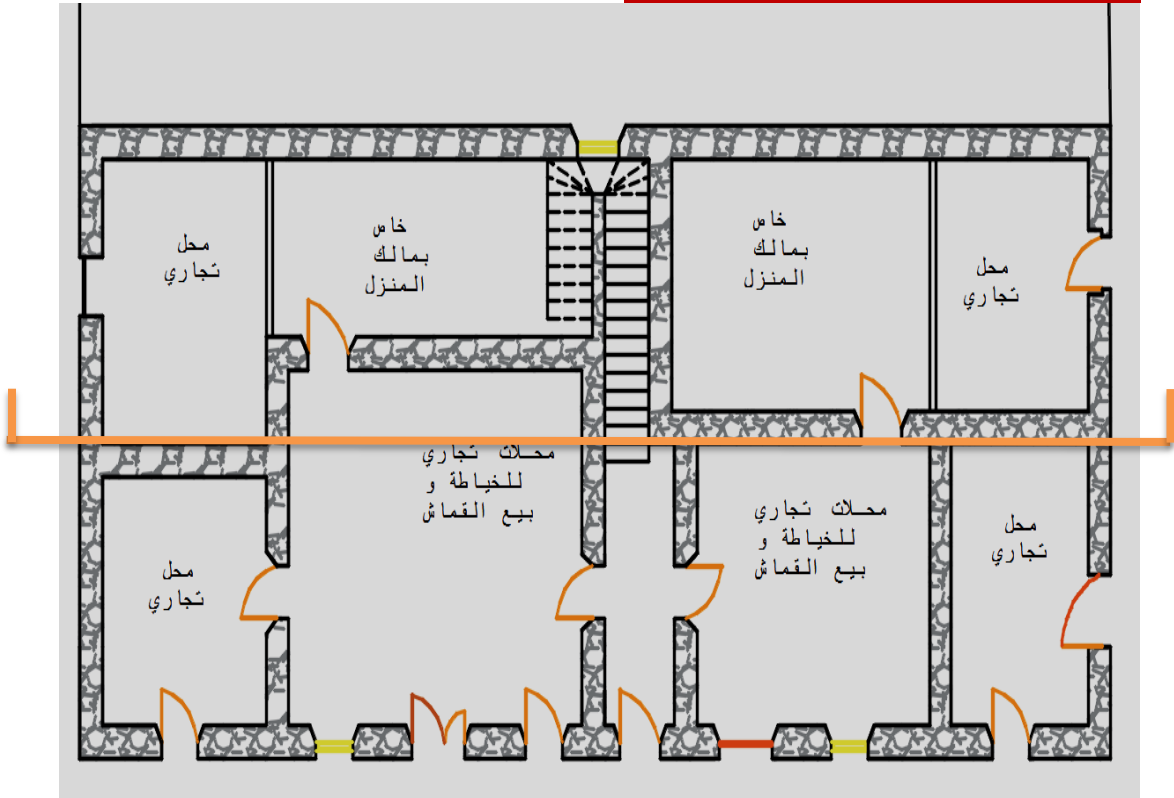 خاص
بمالك
المنزل
محل
تجاري
خاص
بمالك
المنزل
محل
تجاري
محلات تجاري
للخياطة و
بيع القماش
محلات تجاري
للخياطة و
بيع القماش
محل
تجاري
محل
تجاري